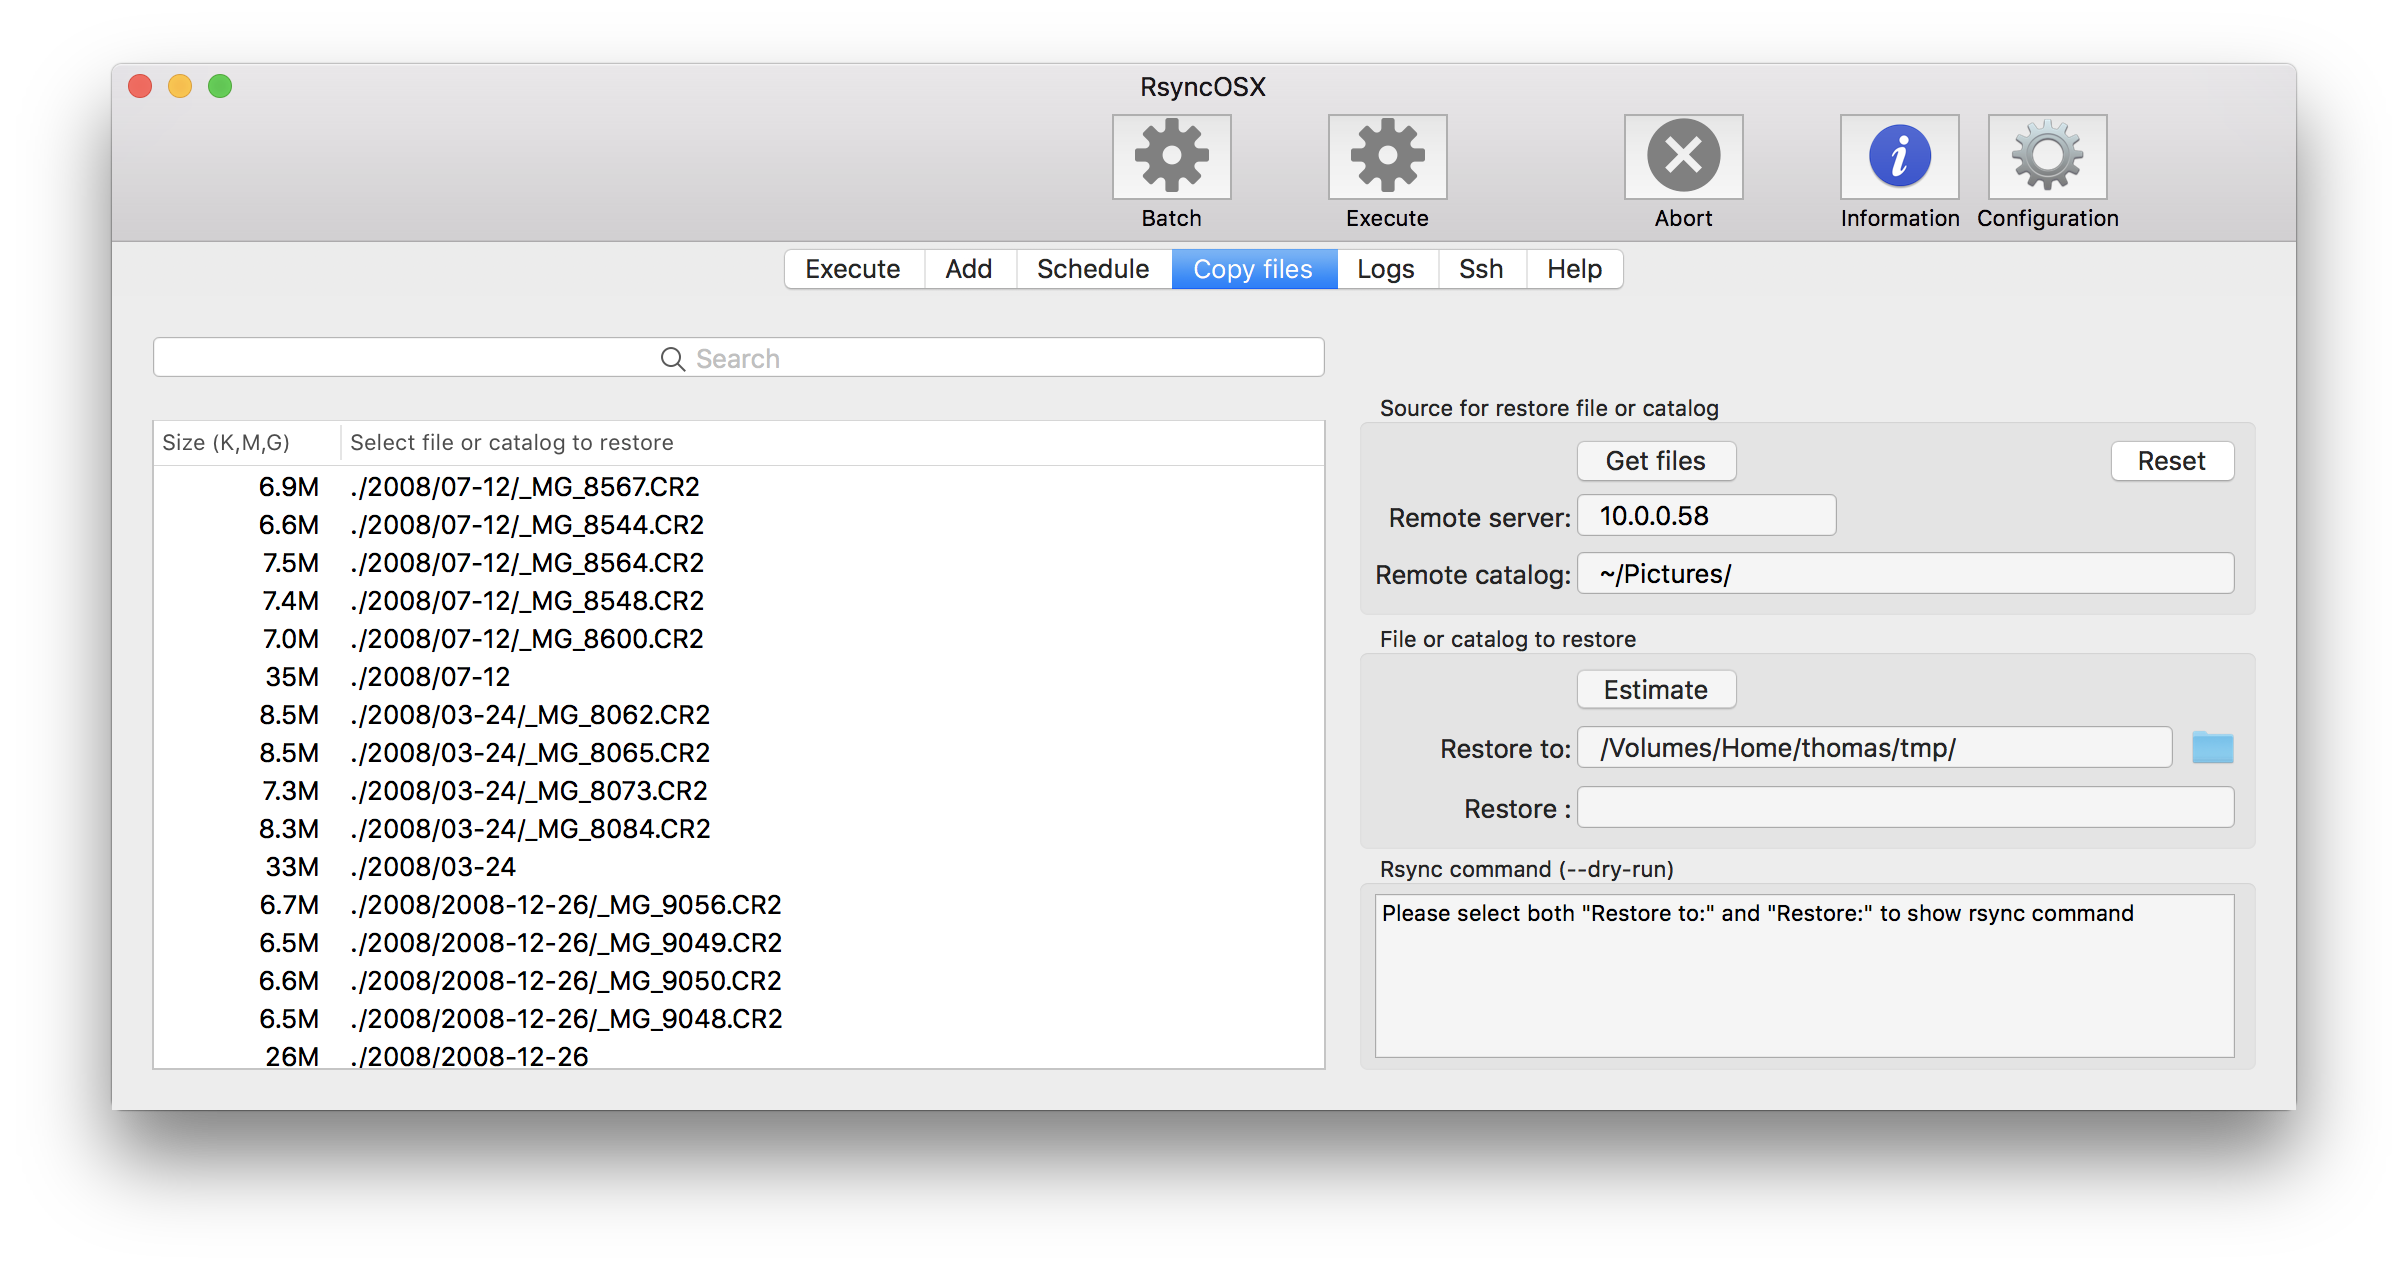 RsyncOSX
Batch
Execute
Abort
Information
Configuration
Execute
Add
Schedule
Copy files
Logs
Ssh
Help
Search
Size (K,M,G) Select file or catalog to restore
6.9M ./2008/07-12/_MG_8567.CR2
6.6M ./2008/07-12/_MG_8544.CR2
7.5M ./2008/07-12/_MG_8564.CR2
7.4M ./2008/07-12/_MG_8548.CR2
7.0M ./2008/07-12/_MG_8600.CR2
35M ./2008/07-12
8.5M ./2008/03-24/_MG_8062.CR2
8.5M ./2008/03-24/_MG_8065.CR2
7.3M ./2008/03-24/_MG_8073.CR2
8.3M ./2008/03-24/_MG_8084.CR2
33M ./2008/03-24
6.7M ./2008/2008-12-26/_MG_9056.CR2
6.5M ./2008/2008-12-26/_MG_9049.CR2
6.6M ./2008/2008-12-26/_MG_9050.CR2
6.5M ./2008/2008-12-26/_MG_9048.CR2
26M ./2008/2008-12-26
Source for restore file or catalog
Get files
Reset
Remote server: 10.0.0.58
Remote catalog: ~/Pictures/
File or catalog to restore
Estimate
Restore to: /Volumes/Home/thomas/tmp/
Restore :
Rsync command (--dry-run)
Please select both "Restore to:" and "Restore:" to show rsync command